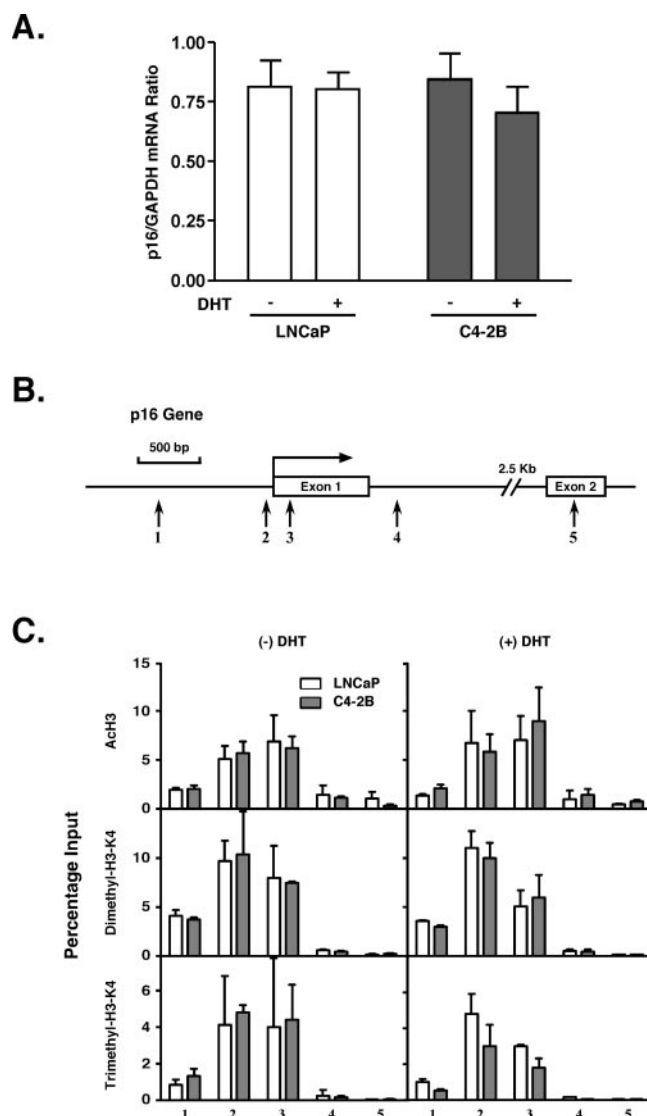 A.
p16/GAPDH mRNA Ratio
1.00
0.75
0.50
0.25
0.00
DHT - + - +
LNCaP C4-2B
B.
p16 Gene
500 bp
2.5 Kb
Exon 1 Exon 2
1 2 3 4 5
C.
(-) DHT (+) DHT
Percentage Input
AcH3
15
10
5
0
LNCaP
C4-2B
Dimethyl-H3-K4
10
5
0
Trimethyl-H3-K4
6
4
2
0
1 2 3 4 5 1 2 3 4 5